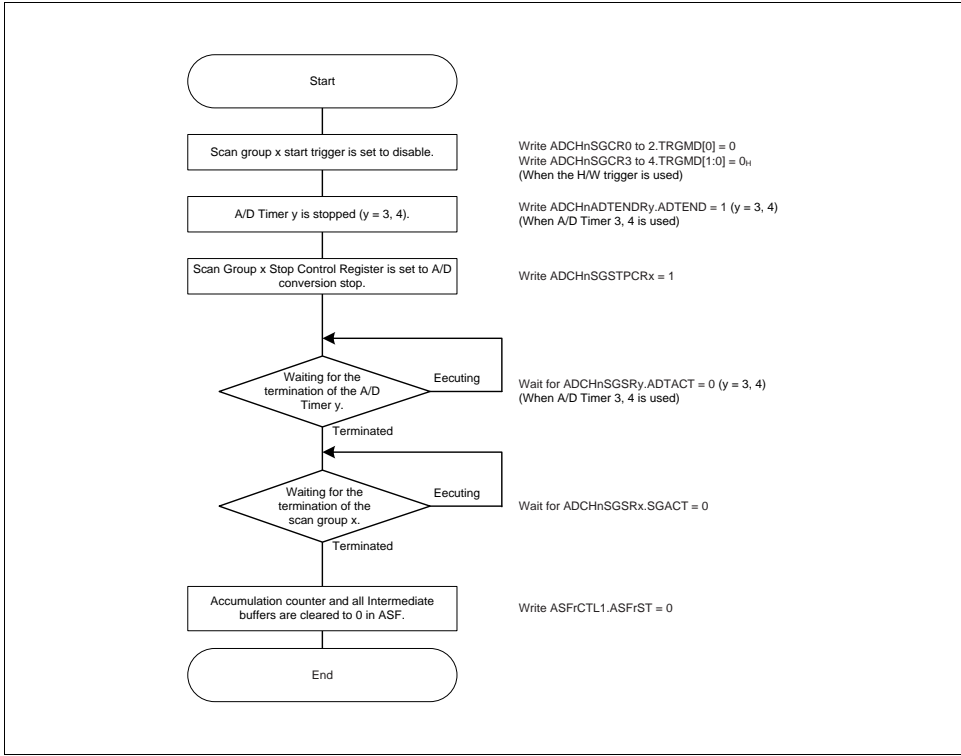 Start
Scan group x start trigger is set to disable.
Write ADCHnSGCR0 to 2.TRGMD[0] = 0
Write ADCHnSGCR3 to 4.TRGMD[1:0] = 0H
(When the H/W trigger is used)
A/D Timer y is stopped (y = 3, 4).
Write ADCHnADTENDRy.ADTEND = 1 (y = 3, 4)
(When A/D Timer 3, 4 is used)
Scan Group x Stop Control Register is set to A/D
conversion stop.
Write ADCHnSGSTPCRx = 1
Waiting for the
termination of the A/D
Timer y.
Eecuting
Wait for ADCHnSGSRy.ADTACT = 0 (y = 3, 4)
(When A/D Timer 3, 4 is used)
Terminated
Waiting for the
termination of the
scan group x.
Eecuting
Wait for ADCHnSGSRx.SGACT = 0
Terminated
Accumulation counter and all Intermediate
buffers are cleared to 0 in ASF.
Write ASFrCTL1.ASFrST = 0
End